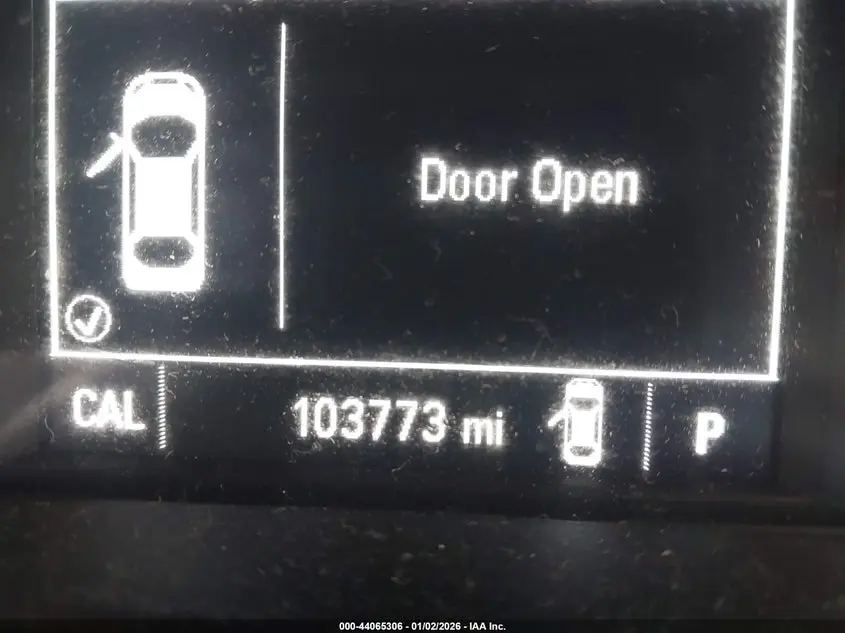 Door Open
CAL 103773 mi P
000-44065306 - 01/02/2026 - IAA Inc.